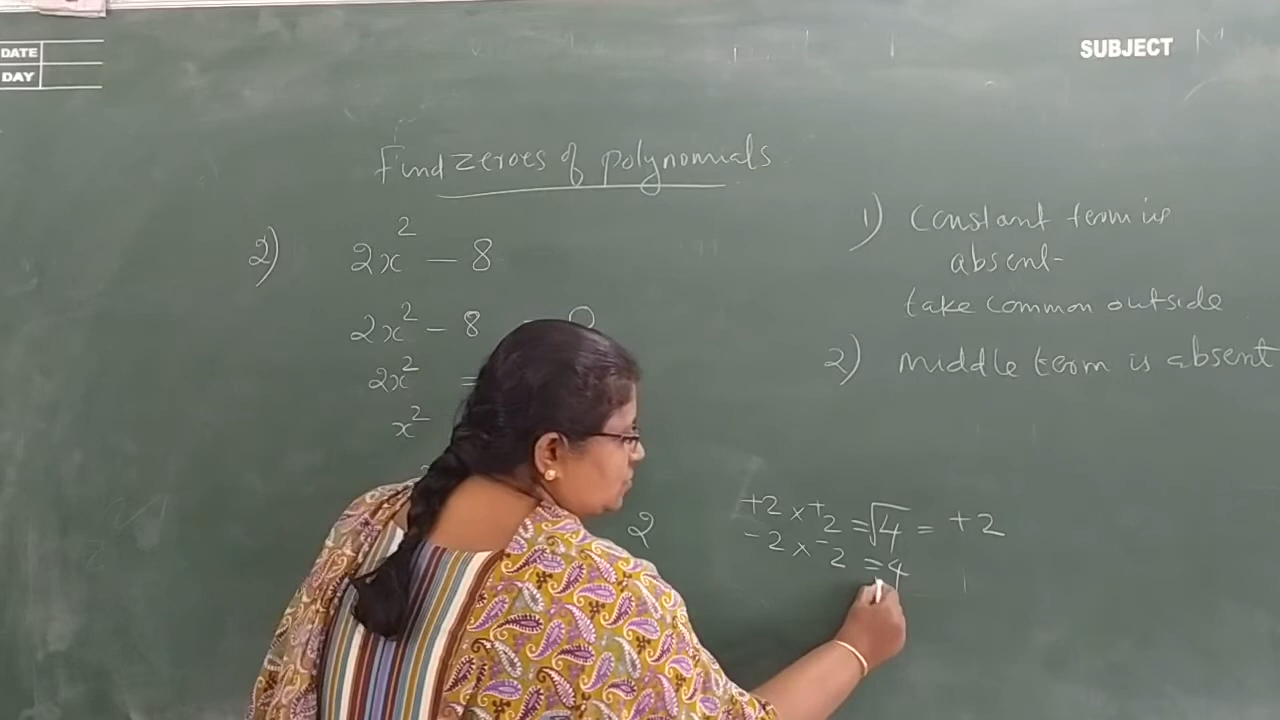 DATE
DAY
SUBJECT
Find zeroes of polynomials
2) 2x² - 8
2x² - 8 = 0
2x² =
x²
2
1) Constant term is
absent
take common outside
2) Middle term is absent
+2 × +2 = √4 = +2
-2 × -2 = 4